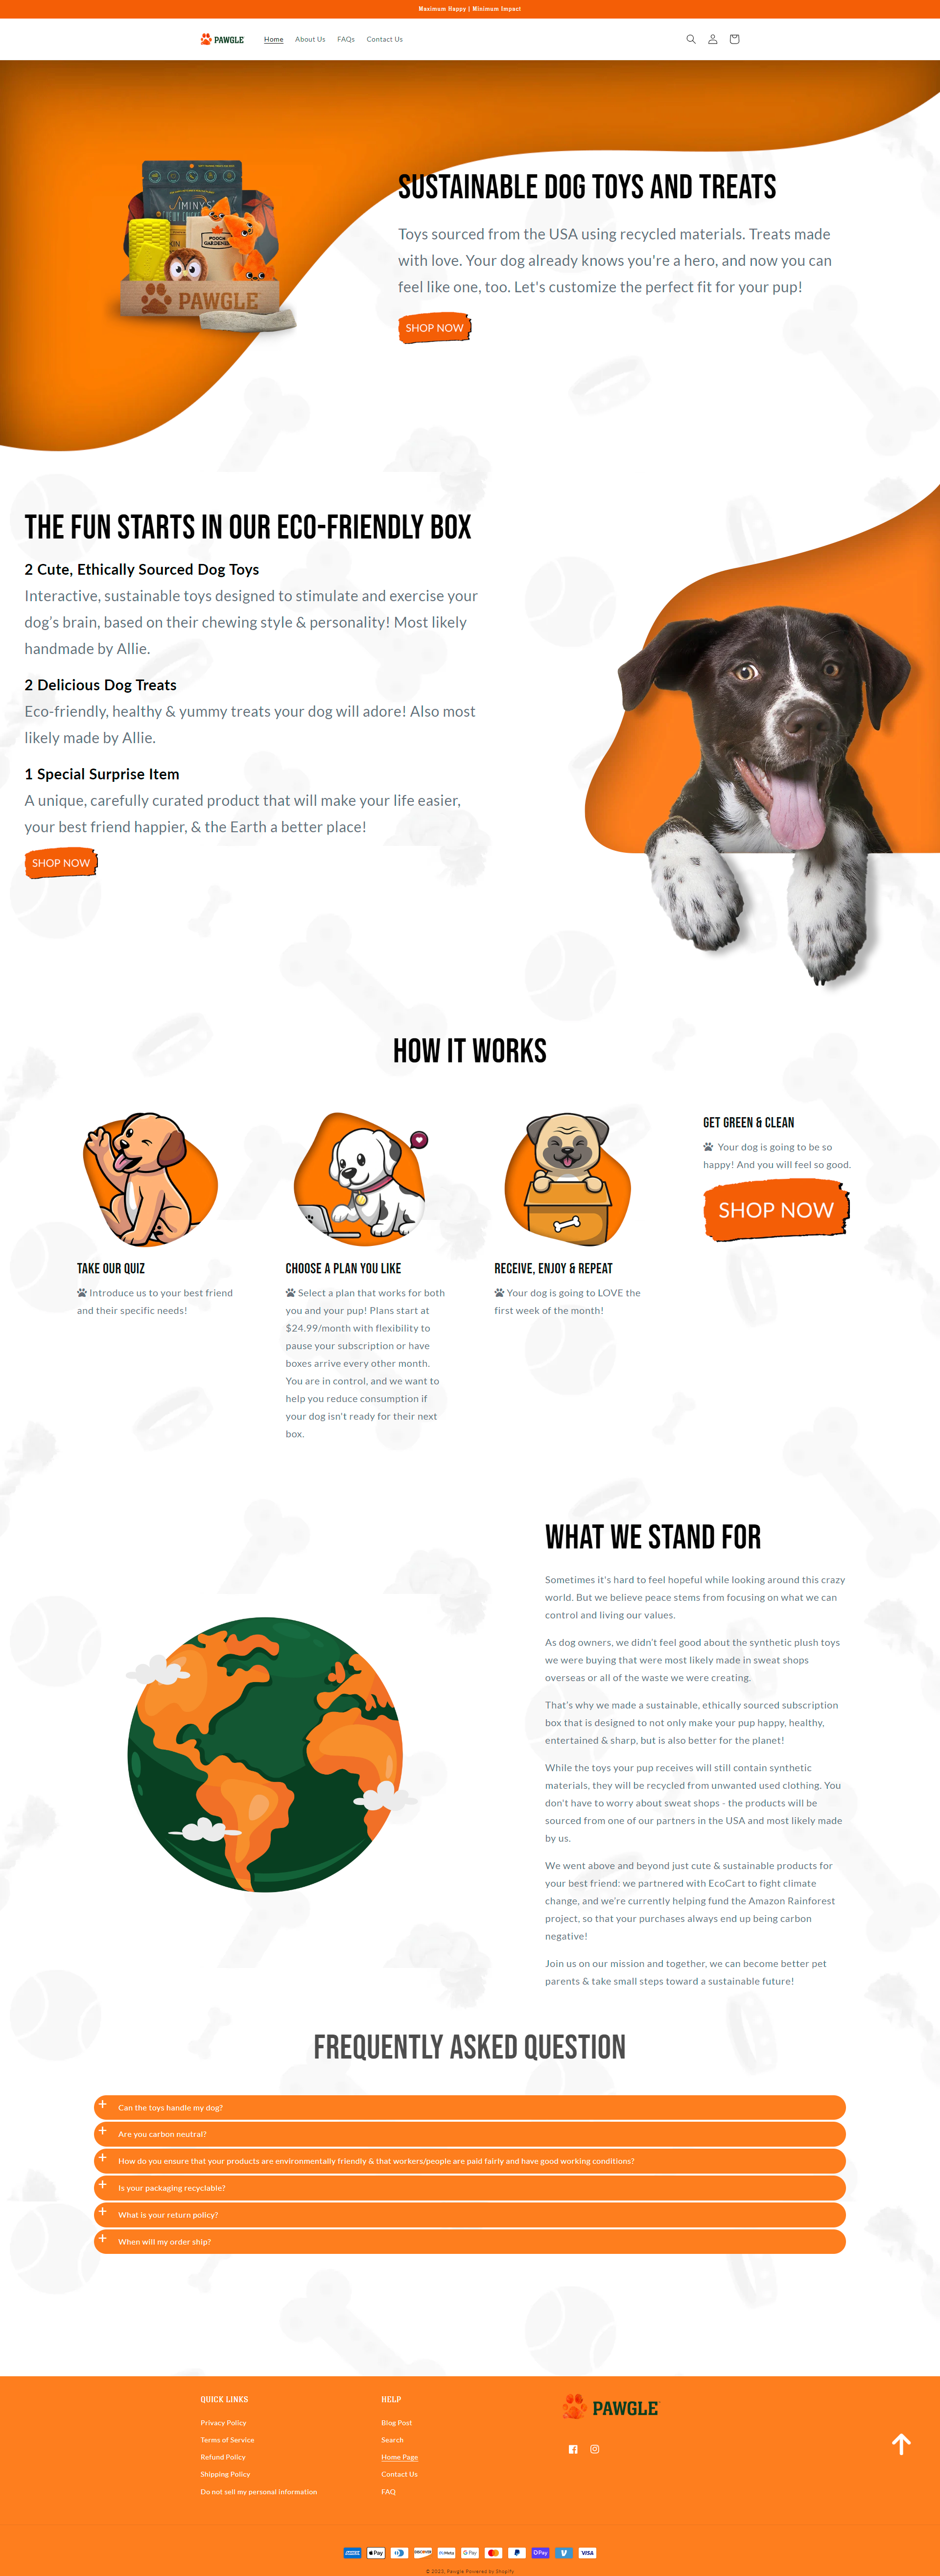 Maximum Happy | Minimum Impact
PAWGLE
Home About Us FAQs Contact Us
SUSTAINABLE DOG TOYS AND TREATS
Toys sourced from the USA using recycled materials. Treats made
with love. Your dog already knows you're a hero, and now you can
feel like one, too. Let's customize the perfect fit for your pup!
SHOP NOW
JIMINY'S
POOCH
GARDENER
PAWGLE
THE FUN STARTS IN OUR ECO-FRIENDLY BOX
2 Cute, Ethically Sourced Dog Toys
Interactive, sustainable toys designed to stimulate and exercise your
dog’s brain, based on their chewing style & personality! Most likely
handmade by Allie.
2 Delicious Dog Treats
Eco-friendly, healthy & yummy treats your dog will adore! Also most
likely made by Allie.
1 Special Surprise Item
A unique, carefully curated product that will make your life easier,
your best friend happier, & the Earth a better place!
SHOP NOW
HOW IT WORKS
TAKE OUR QUIZ
Introduce us to your best friend
and their specific needs!
CHOOSE A PLAN YOU LIKE
Select a plan that works for both
you and your pup! Plans start at
$24.99/month with flexibility to
pause your subscription or have
boxes arrive every other month.
You are in control, and we want to
help you reduce consumption if
your dog isn't ready for their next
box.
RECEIVE, ENJOY & REPEAT
Your dog is going to LOVE the
first week of the month!
GET GREEN & CLEAN
Your dog is going to be so
happy! And you will feel so good.
SHOP NOW
WHAT WE STAND FOR
Sometimes it's hard to feel hopeful while looking around this crazy
world. But we believe peace stems from focusing on what we can
control and living our values.
As dog owners, we didn’t feel good about the synthetic plush toys
we were buying that were most likely made in sweat shops
overseas or all of the waste we were creating.
That’s why we made a sustainable, ethically sourced subscription
box that is designed to not only make your pup happy, healthy,
entertained & sharp, but is also better for the planet!
While the toys your pup receives will still contain synthetic
materials, they will be recycled from unwanted used clothing. You
don't have to worry about sweat shops - the products will be
sourced from one of our partners in the USA and most likely made
by us.
We went above and beyond just cute & sustainable products for
your best friend: we partnered with EcoCart to fight climate
change, and we're currently helping fund the Amazon Rainforest
project, so that your purchases always end up being carbon
negative!
Join us on our mission and together, we can become better pet
parents & take small steps toward a sustainable future!
FREQUENTLY ASKED QUESTION
Can the toys handle my dog?
Are you carbon neutral?
How do you ensure that your products are environmentally friendly & that workers/people are paid fairly and have good working conditions?
Is your packaging recyclable?
What is your return policy?
When will my order ship?
QUICK LINKS
Privacy Policy
Terms of Service
Refund Policy
Shipping Policy
Do not sell my personal information
HELP
Blog Post
Search
Home Page
Contact Us
FAQ
PAWGLE
Pay DISCOVER Meta G Pay Pay VISA
© 2023, Pawgle Powered by Shopify